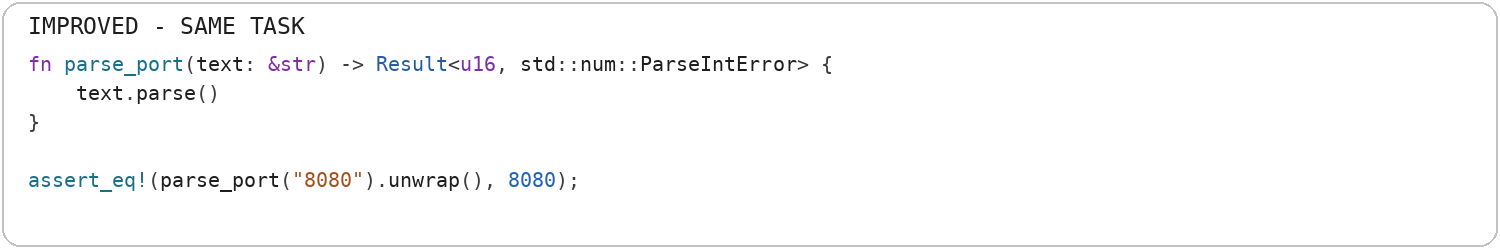 IMPROVED - SAME TASK
fn parse_port(text: &str) -> Result<u16, std::num::ParseIntError> {
    text.parse()
}

assert_eq!(parse_port("8080").unwrap(), 8080);